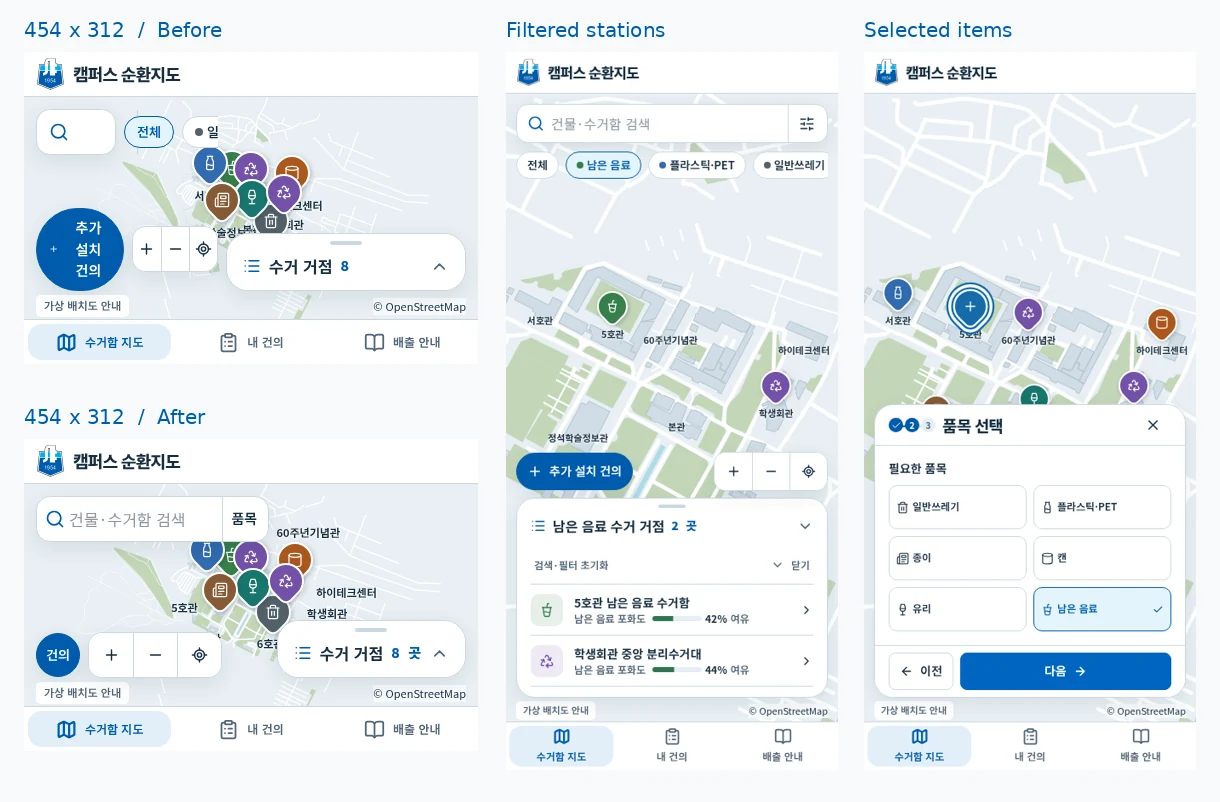 454 x 312 / Before
1954
캠퍼스 순환지도
전체
일
서
크센터
술정보
본
회관
추가
설치
건의
수거 거점 8
가상 배치도 안내
© OpenStreetMap
수거함 지도
내 건의
배출 안내
454 x 312 / After
1954
캠퍼스 순환지도
건물·수거함 검색
품목
60주년기념관
하이테크센터
5호관
학생회관
6호
건의
수거 거점 8 곳
가상 배치도 안내
© OpenStreetMap
수거함 지도
내 건의
배출 안내
Filtered stations
1954
캠퍼스 순환지도
건물·수거함 검색
전체
남은 음료
플라스틱·PET
일반쓰레기
서호관
5호관
60주년기념관
하이테크센터
학생회관
본관
정석학술정보관
추가 설치 건의
남은 음료 수거 거점 2 곳
검색·필터 초기화
닫기
5호관 남은 음료 수거함
남은 음료 포화도 42% 여유
학생회관 중앙 분리수거대
남은 음료 포화도 44% 여유
가상 배치도 안내
© OpenStreetMap
수거함 지도
내 건의
배출 안내
Selected items
1954
캠퍼스 순환지도
서호관
5호관
60주년기념관
하이테크센터
2 3 품목 선택
필요한 품목
일반쓰레기
플라스틱·PET
종이
캔
유리
남은 음료
이전
다음
가상 배치도 안내
© OpenStreetMap
수거함 지도
내 건의
배출 안내